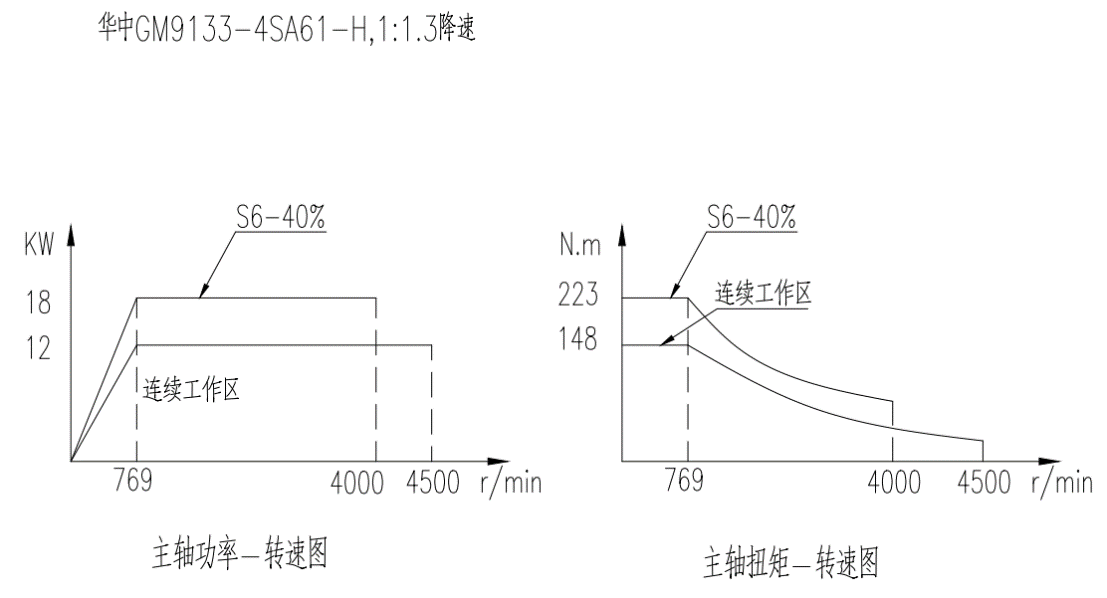 华中GM9133-4SA61-H,1:1.3降速
S6-40%
KW
18
12
连续工作区
769
4000
4500
r/min
主轴功率-转速图
S6-40%
N.m
223
连续工作区
148
769
4000
4500
r/min
主轴扭矩-转速图